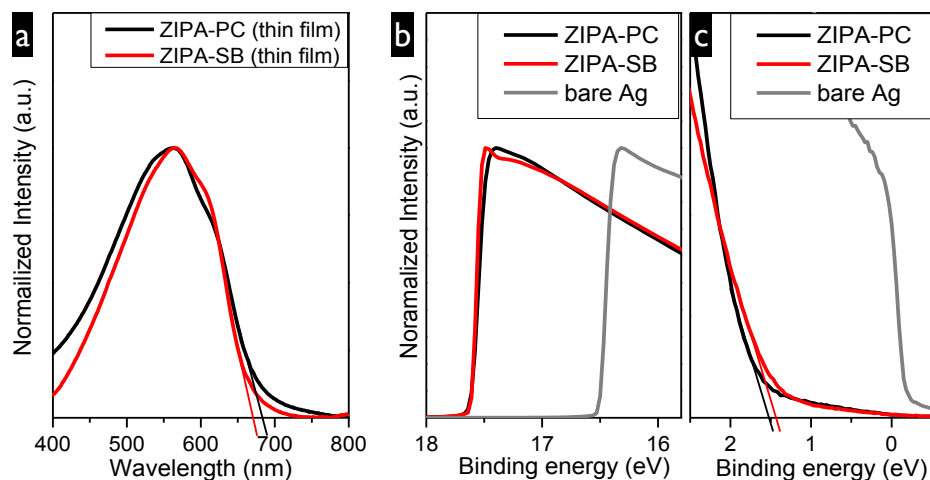 a
ZIPA-PC (thin film)
ZIPA-SB (thin film)
Normailized Intensity (a.u.)
400 500 600 700 800
Wavelength (nm)
b
ZIPA-PC
ZIPA-SB
bare Ag
Noramalized Intensity (a.u.)
18 17 16
Binding energy (eV)
c
ZIPA-PC
ZIPA-SB
bare Ag
2 1 0
Binding energy (eV)